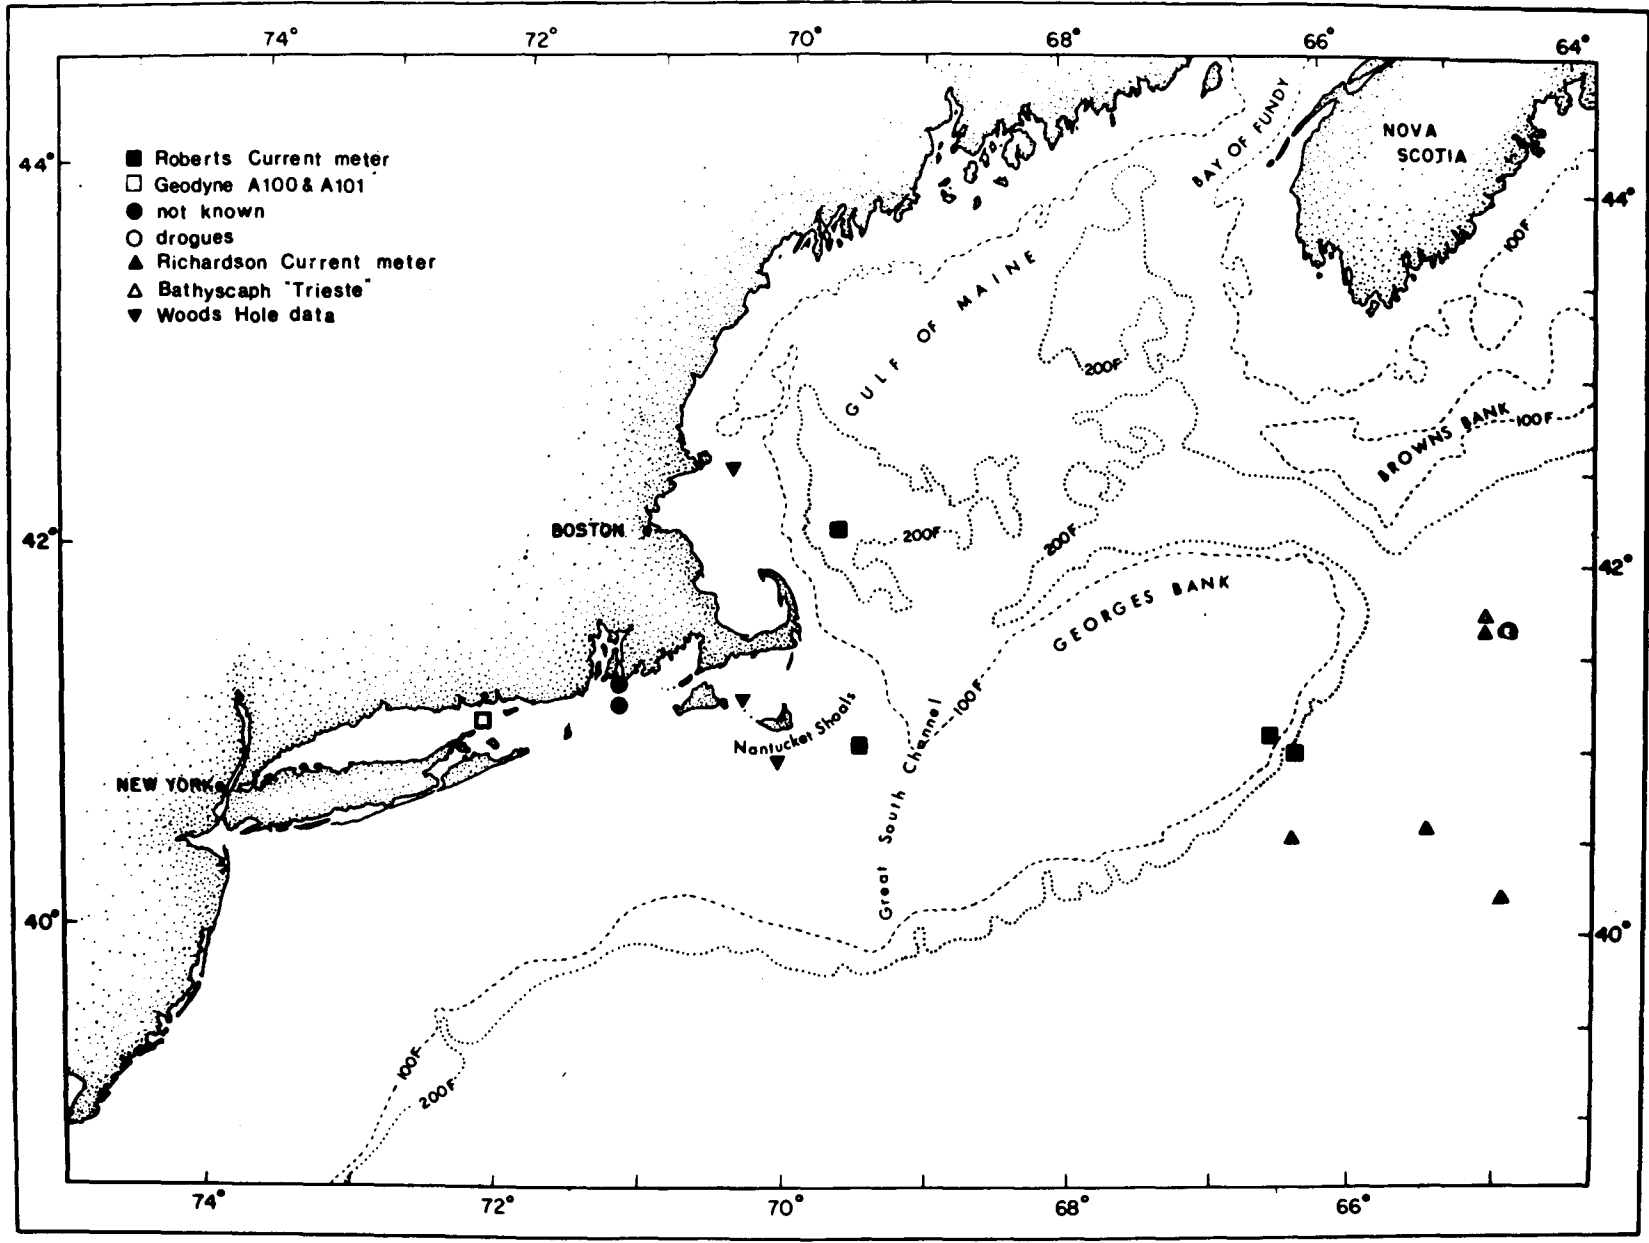 74° 72° 70° 68° 66° 64°
44°
Roberts Current meter
Geodyne A100 & A101
not known
drogues
Richardson Current meter
Bathyscaph "Trieste"
Woods Hole data
BAY OF FUNDY
NOVA
SCOTIA
44°
100F
GULF OF MAINE
200F
BROWNS BANK
100F
42°
BOSTON
200F
200F
42°
GEORGES BANK
100F
Nantucket Shoals
Great South Channel
NEW YORK
40°
40°
100F
200F
74° 72° 70° 68° 66°